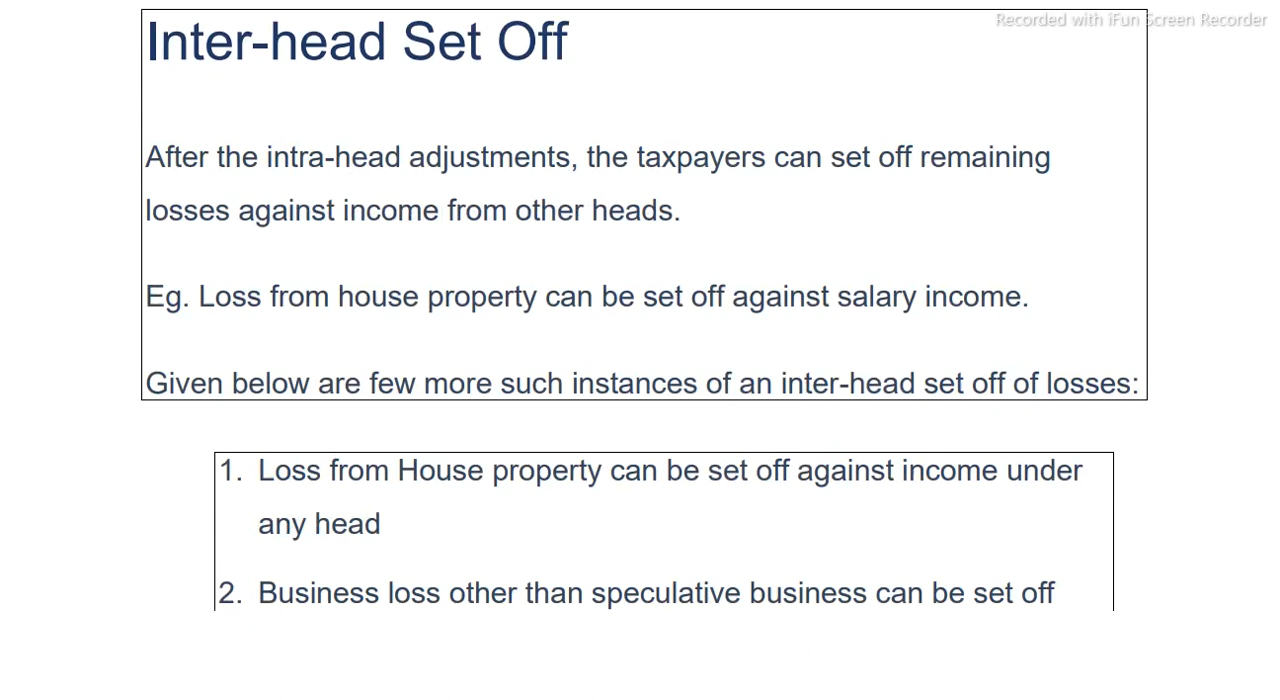 Recorded with iFun Screen Recorder
Inter-head Set Off
After the intra-head adjustments, the taxpayers can set off remaining
losses against income from other heads.
Eg. Loss from house property can be set off against salary income.
Given below are few more such instances of an inter-head set off of losses:
1. Loss from House property can be set off against income under
any head
2. Business loss other than speculative business can be set off